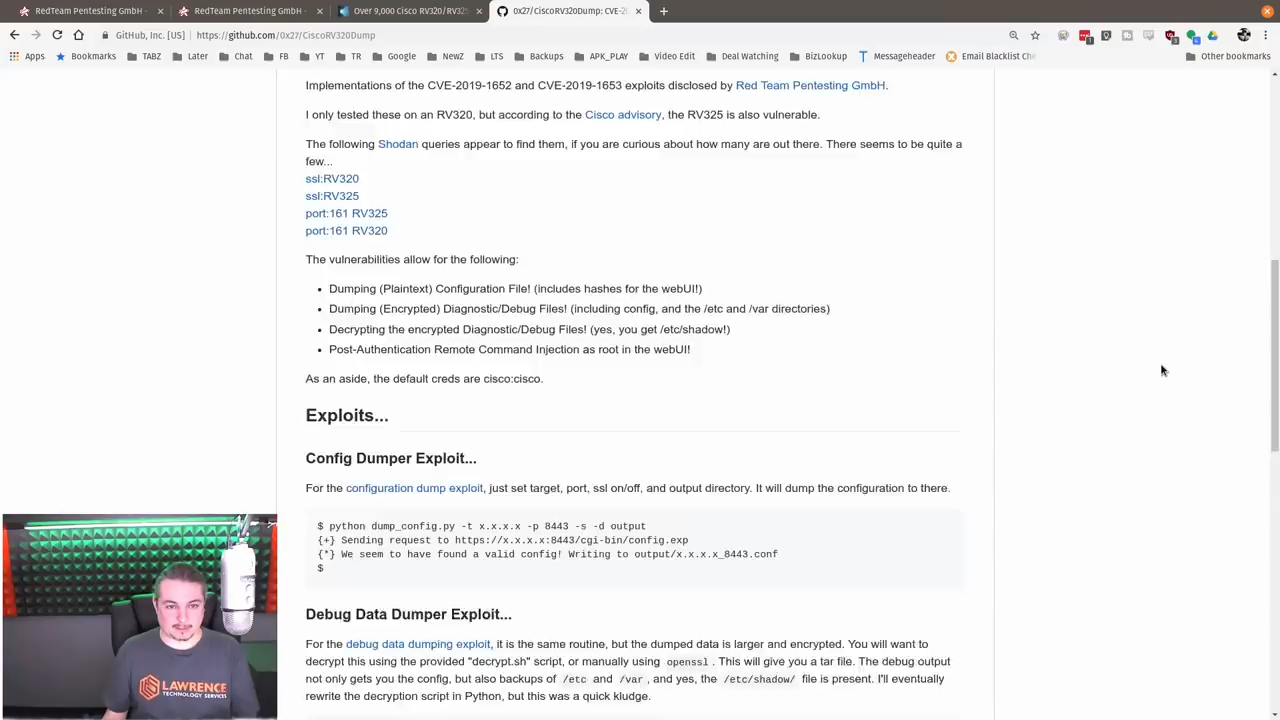 RedTeam Pentesting GmbH -
RedTeam Pentesting GmbH -
Over 9,000 Cisco RV320/RV325
0x27/CiscoRV320Dump: CVE-20
GitHub, Inc. [US]
https://github.com/0x27/CiscoRV320Dump
Apps
Bookmarks
TABZ
Later
Chat
FB
YT
TR
Google
NewZ
LTS
Backups
APK_PLAY
Video Edit
Deal Watching
BizLookup
Messageheader
Email Blacklist Che
Other bookmarks
Implementations of the CVE-2019-1652 and CVE-2019-1653 exploits disclosed by Red Team Pentesting GmbH.
I only tested these on an RV320, but according to the Cisco advisory, the RV325 is also vulnerable.
The following Shodan queries appear to find them, if you are curious about how many are out there. There seems to be quite a
few...
ssl:RV320
ssl:RV325
port:161 RV325
port:161 RV320
The vulnerabilities allow for the following:
• Dumping (Plaintext) Configuration File! (includes hashes for the webUI!)
• Dumping (Encrypted) Diagnostic/Debug Files! (including config, and the /etc and /var directories)
• Decrypting the encrypted Diagnostic/Debug Files! (yes, you get /etc/shadow!)
• Post-Authentication Remote Command Injection as root in the webUI!
As an aside, the default creds are cisco:cisco.
Exploits...
Config Dumper Exploit...
For the configuration dump exploit, just set target, port, ssl on/off, and output directory. It will dump the configuration to there.
$ python dump_config.py -t x.x.x.x -p 8443 -s -d output
{+} Sending request to https://x.x.x.x:8443/cgi-bin/config.exp
{*} We seem to have found a valid config! Writing to output/x.x.x.x_8443.conf
$
Debug Data Dumper Exploit...
For the debug data dumping exploit, it is the same routine, but the dumped data is larger and encrypted. You will want to
decrypt this using the provided "decrypt.sh" script, or manually using openssl. This will give you a tar file. The debug output
not only gets you the config, but also backups of /etc and /var, and yes, the /etc/shadow/ file is present. I'll eventually
rewrite the decryption script in Python, but this was a quick kludge.
LAWRENCE
TECHNOLOGY SERVICES